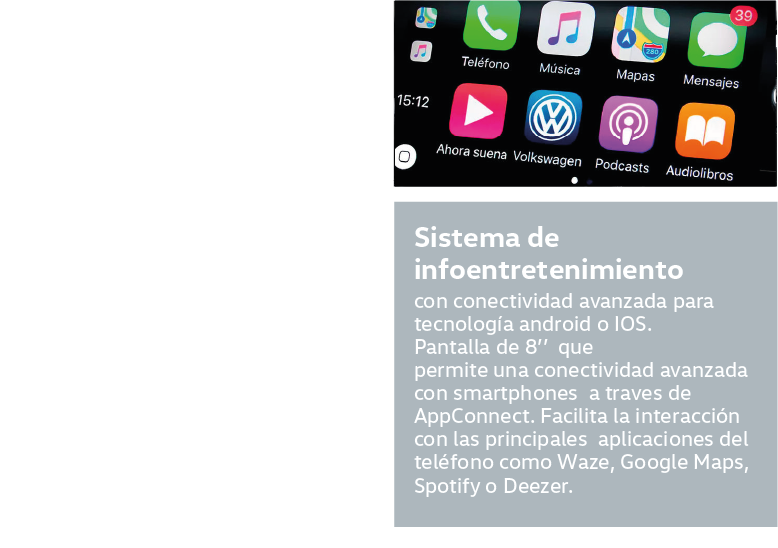 39
Teléfono
Música
Mapas
Mensajes
280
15:12
Ahora suena
Volkswagen
Podcasts
Audiolibros
Sistema de
infoentretenimiento
con conectividad avanzada para
tecnología android o IOS.
Pantalla de 8’’  que
permite una conectividad avanzada
con smartphones  a traves de
AppConnect. Facilita la interacción
con las principales  aplicaciones del
teléfono como Waze, Google Maps,
Spotify o Deezer.